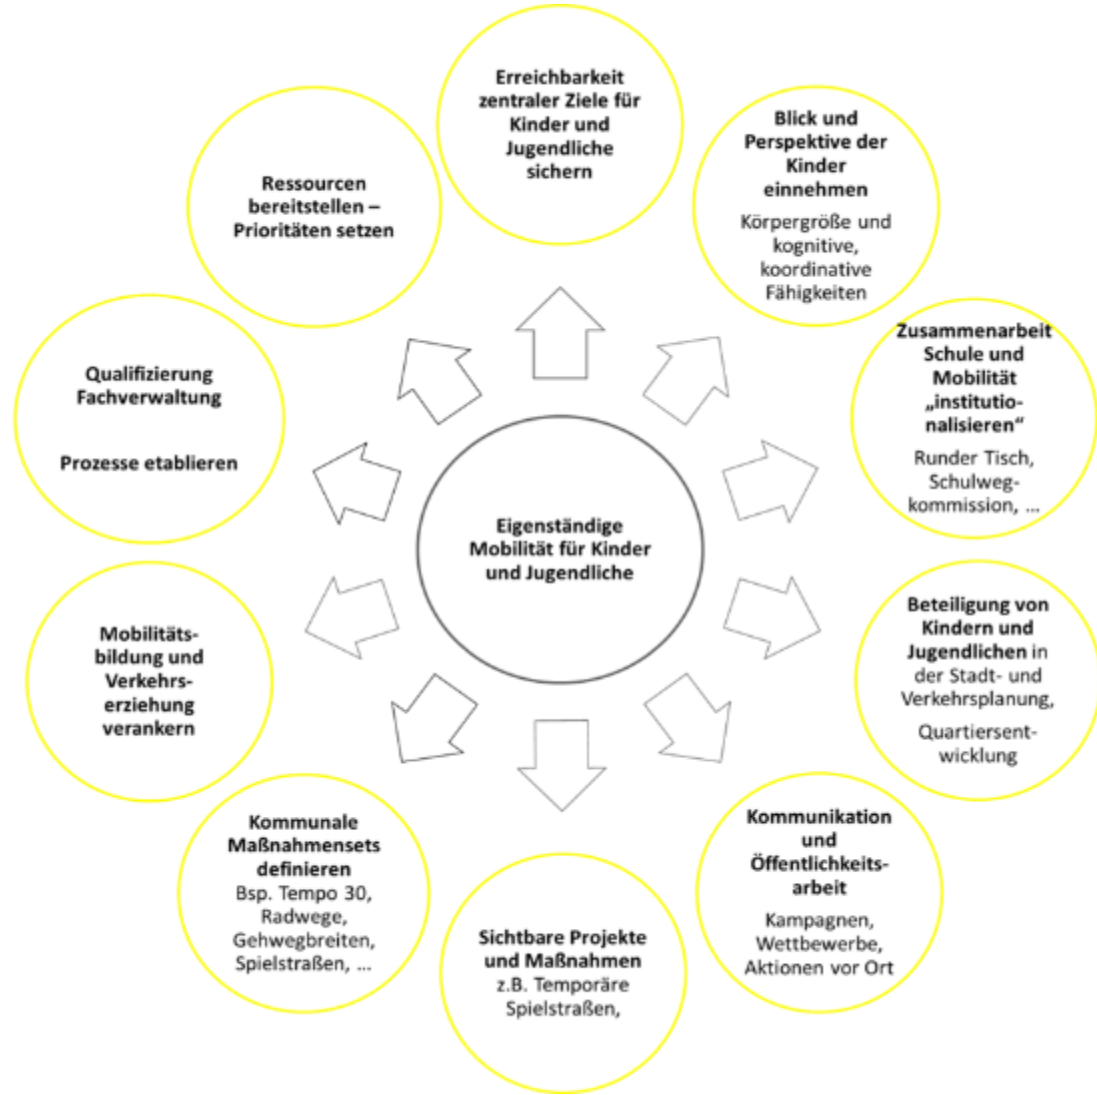 Erreichbarkeit
zentraler Ziele für
Kinder und
Jugendliche
sichern
Blick und
Perspektive der
Kinder
einnehmen
Körpergröße und
kognitive,
koordinative
Fähigkeiten
Zusammenarbeit
Schule und
Mobilität
„institutio-
nalisieren“
Runder Tisch,
Schulweg-
kommission, ...
Beteiligung von
Kindern und
Jugendlichen in
der Stadt- und
Verkehrsplanung,
Quartiersent-
wicklung
Kommunikation
und
Öffentlichkeits-
arbeit
Kampagnen,
Wettbewerbe,
Aktionen vor Ort
Sichtbare Projekte
und Maßnahmen
z.B. Temporäre
Spielstraßen,
Kommunale
Maßnahmensets
definieren
Bsp. Tempo 30,
Radwege,
Gehwegbreiten,
Spielstraßen, ...
Mobilitäts-
bildung und
Verkehrs-
erziehung
verankern
Qualifizierung
Fachverwaltung
Prozesse etablieren
Ressourcen
bereitstellen –
Prioritäten setzen
Eigenständige
Mobilität für Kinder
und Jugendliche